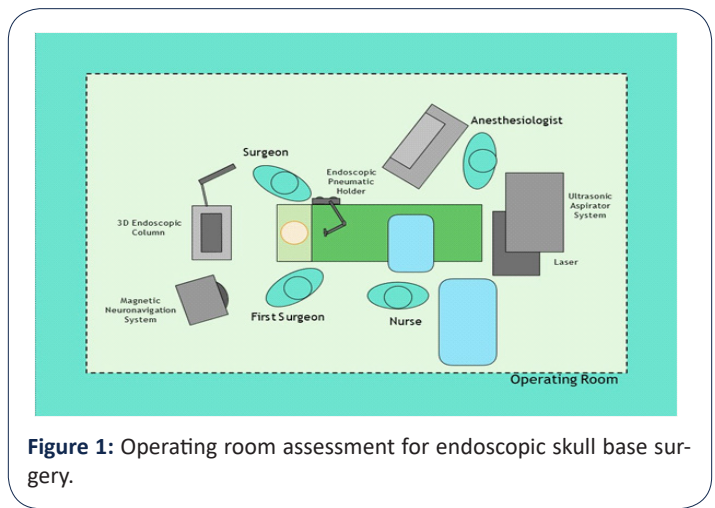 Anesthesiologist
Surgeon
Endoscopic
Pneumatic
Holder
Ultrasonic
Aspirator
System
3D Endoscopic
Column
Laser
Magnetic
Neuronavigation
System
First Surgeon
Nurse
Operating Room
Figure 1: Operating room assessment for endoscopic skull base sur-
gery.